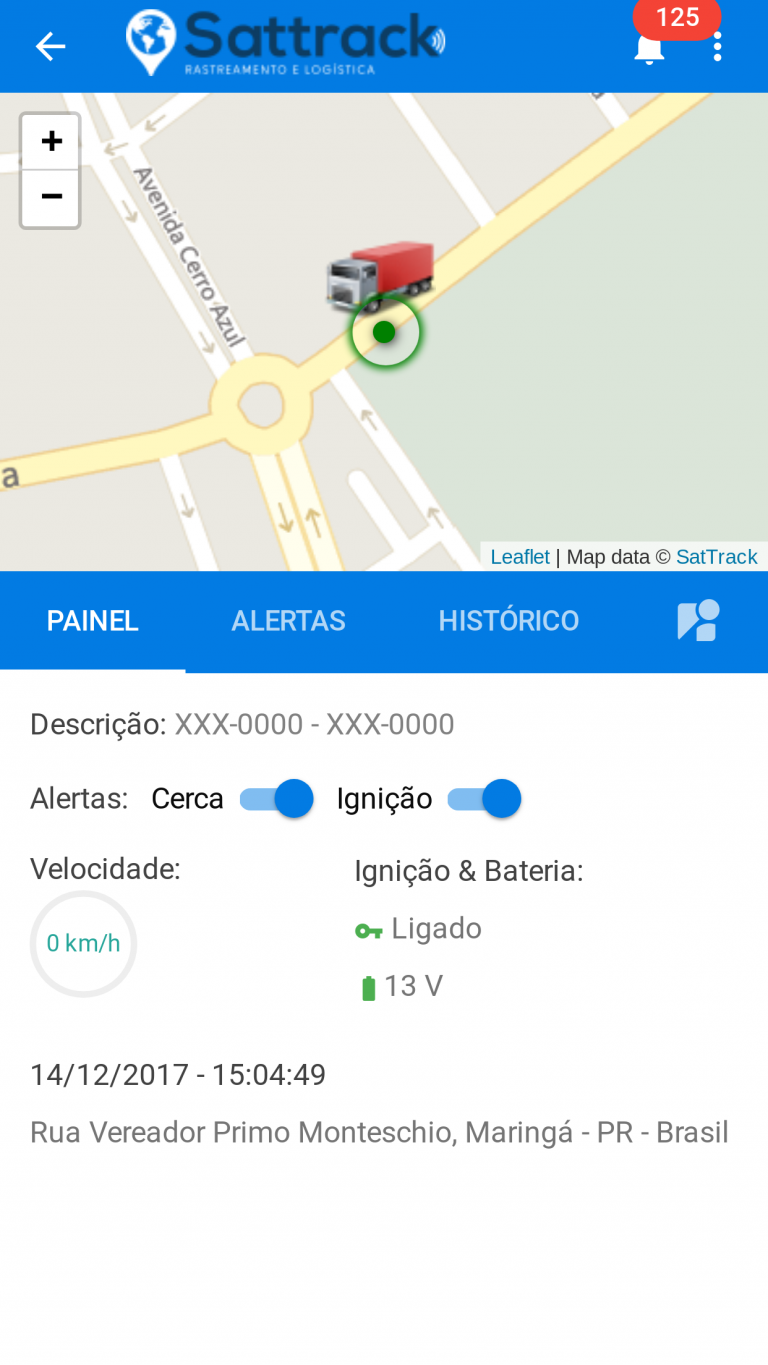 125
Sattrack
RASTREAMENTO E LOGÍSTICA
+
−
Avenida Cerro Azul
a
Leaflet | Map data © SatTrack
PAINEL ALERTAS HISTÓRICO
Descrição: XXX-0000 - XXX-0000
Alertas: Cerca Ignição
Velocidade: Ignição & Bateria:
0 km/h Ligado
13 V
14/12/2017 - 15:04:49
Rua Vereador Primo Monteschio, Maringá - PR - Brasil